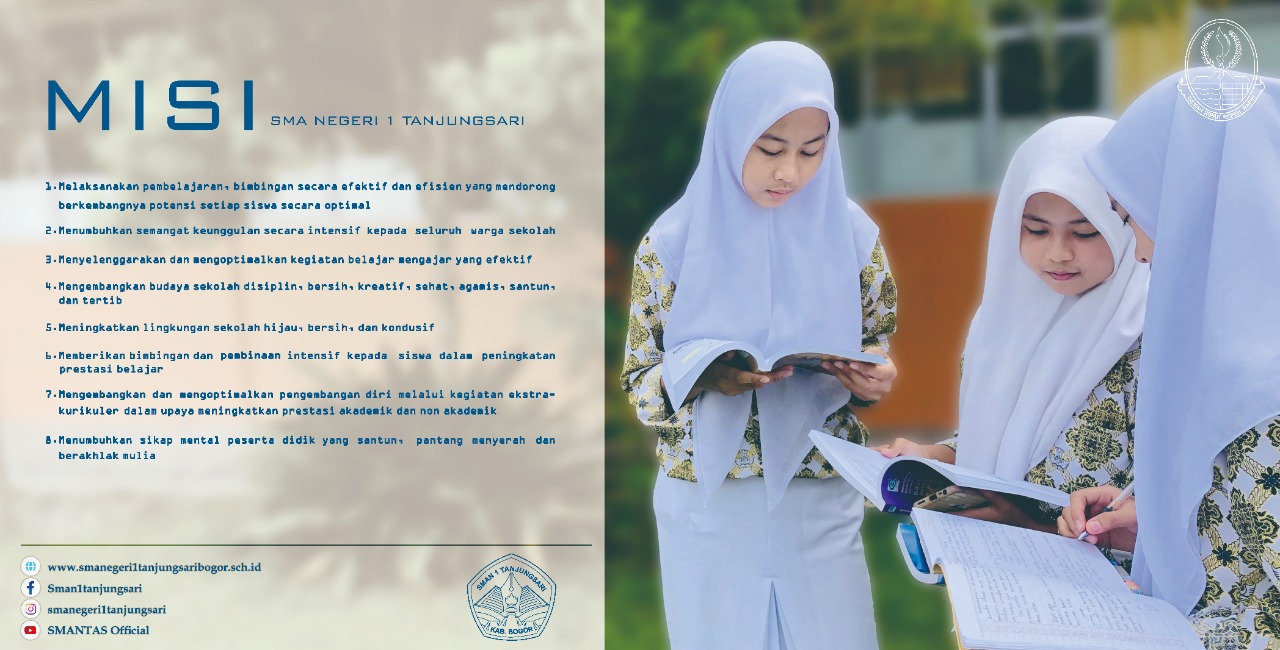 MISI SMA NEGERI 1 TANJUNGSARI
1. Melaksanakan pembelajaran, bimbingan secara efektif dan efisien yang mendorong
berkembangnya potensi setiap siswa secara optimal
2. Menumbuhkan semangat keunggulan secara intensif kepada seluruh warga sekolah
3. Menyelenggarakan dan mengoptimalkan kegiatan belajar mengajar yang efektif
4. Mengembangkan budaya sekolah disiplin, bersih, kreatif, sehat, agamis, santun,
dan tertib
5. Meningkatkan lingkungan sekolah hijau, bersih, dan kondusif
6. Memberikan bimbingan dan pembinaan intensif kepada siswa dalam peningkatan
prestasi belajar
7. Mengembangkan dan mengoptimalkan pengembangan diri melalui kegiatan ekstra-
kurikuler dalam upaya meningkatkan prestasi akademik dan non akademik
8. Menumbuhkan sikap mental peserta didik yang santun, pantang menyerah dan
berakhlak mulia
www.smanegeri1tanjungsaribogor.sch.id
Sman1tanjungsari
smanegeri1tanjungsari
SMANTAS Official
SMAN 1 TANJUNGSARI
KAB. BOGOR